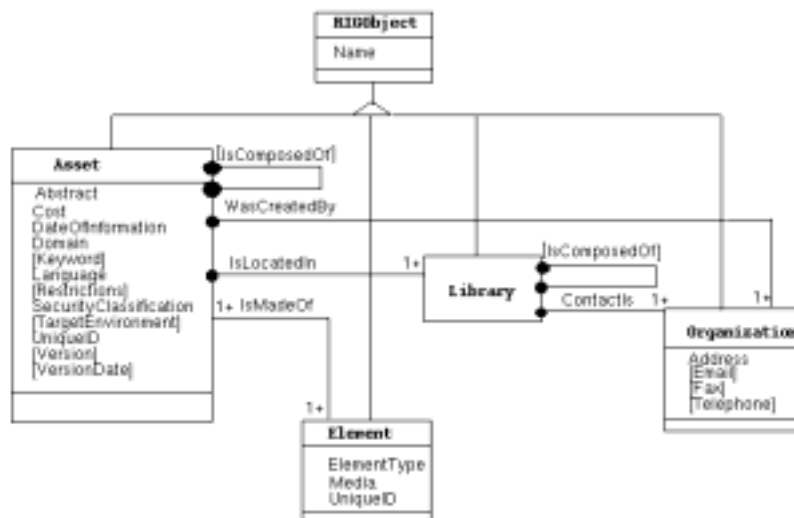 RIGObject
Name
Asset
Abstract
Cost
DateOfInformation
Domain
[Keyword]
Language
[Restrictions]
SecurityClassification
[TargetEnvironment]
UniqueID
[Version]
[VersionDate]
[IsComposedOf]
WasCreatedBy
IsLocatedIn
1+
1+ IsMadeOf
1+
Library
[IsComposedOf]
ContactIs
1+
1+
Organization
Address
[Email]
[Fax]
[Telephone]
Element
ElementType
Media
UniqueID